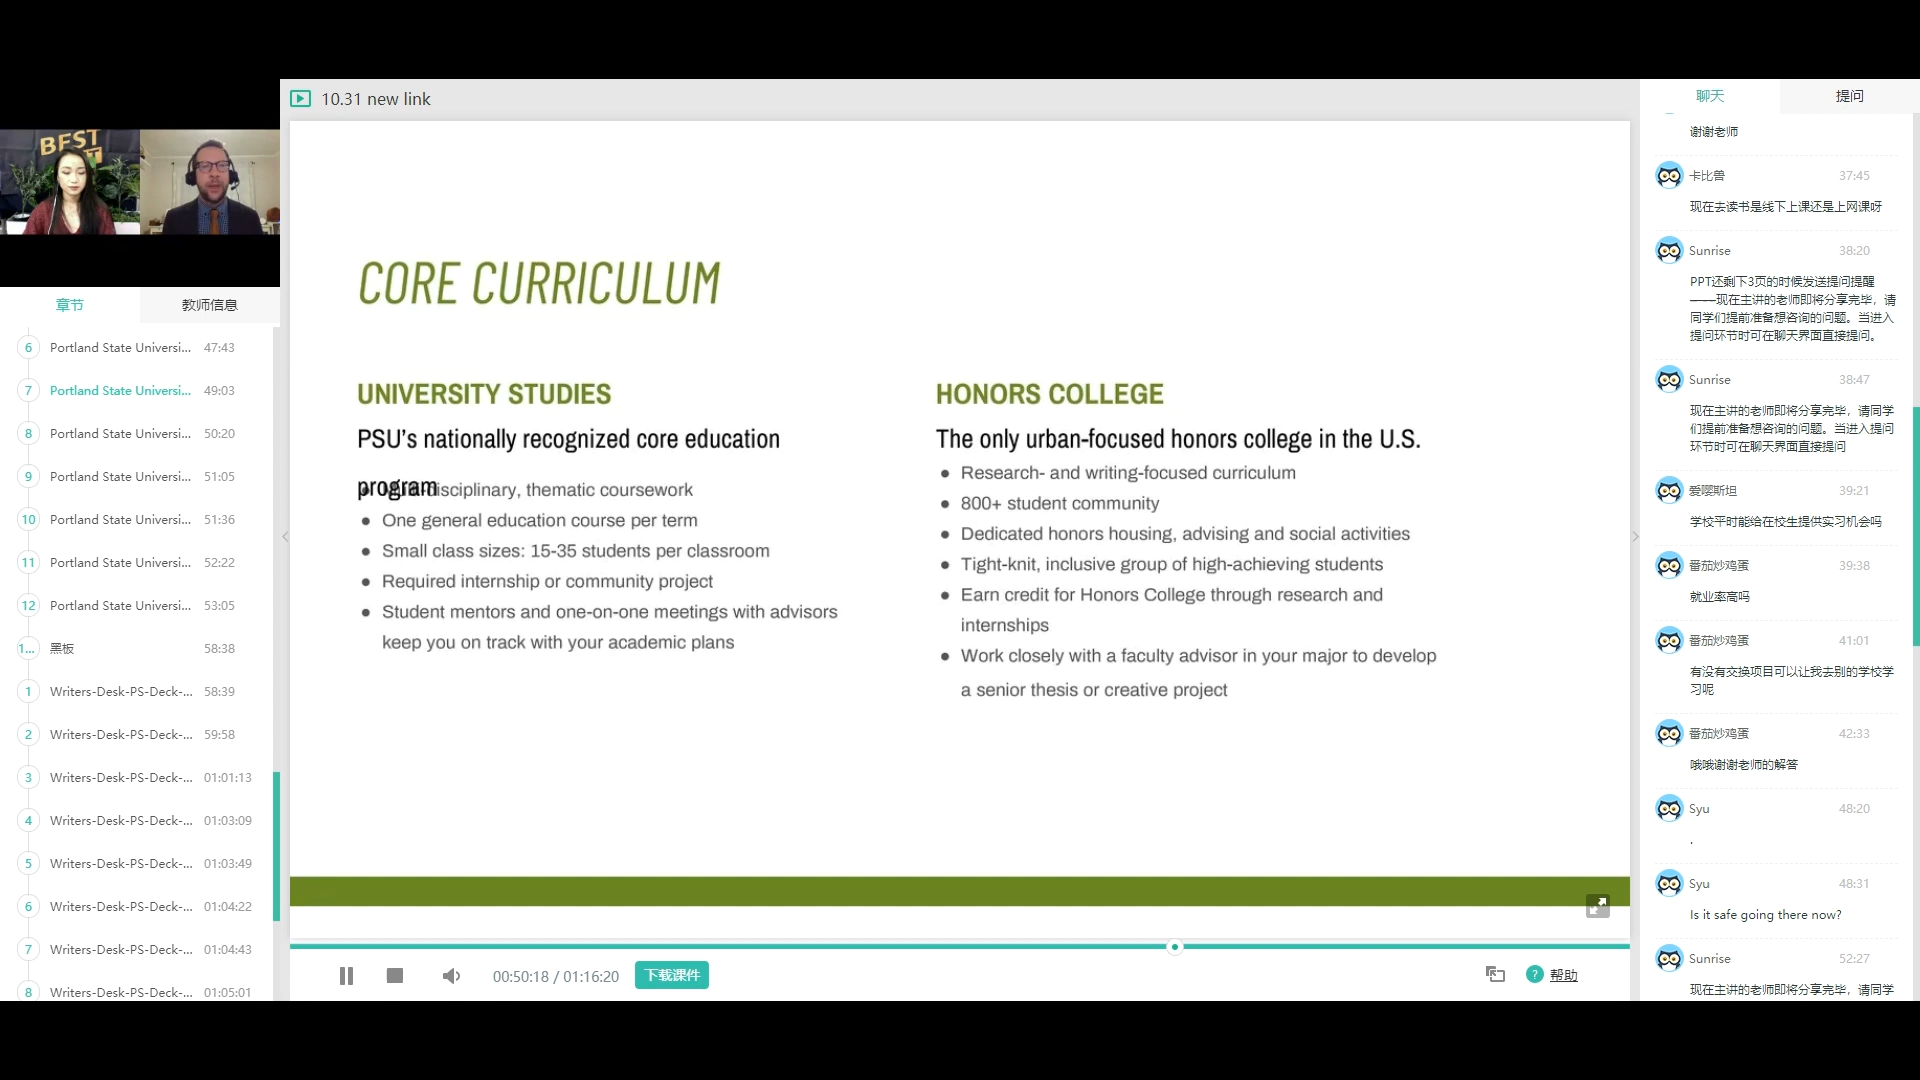 BEST
章节
教师信息
6 Portland State Universi... 47:43
7 Portland State Universi... 49:03
8 Portland State Universi... 50:20
9 Portland State Universi... 51:05
10 Portland State Universi... 51:36
11 Portland State Universi... 52:22
12 Portland State Universi... 53:05
1... 黑板 58:38
1 Writers-Desk-PS-Deck-... 58:39
2 Writers-Desk-PS-Deck-... 59:58
3 Writers-Desk-PS-Deck-... 01:01:13
4 Writers-Desk-PS-Deck-... 01:03:09
5 Writers-Desk-PS-Deck-... 01:03:49
6 Writers-Desk-PS-Deck-... 01:04:22
7 Writers-Desk-PS-Deck-... 01:04:43
8 Writers-Desk-PS-Deck-... 01:05:01
10.31 new link
CORE CURRICULUM
UNIVERSITY STUDIES
PSU's nationally recognized core education
program
Multi-disciplinary, thematic coursework
● One general education course per term
● Small class sizes: 15-35 students per classroom
● Required internship or community project
● Student mentors and one-on-one meetings with advisors
keep you on track with your academic plans
HONORS COLLEGE
The only urban-focused honors college in the U.S.
● Research- and writing-focused curriculum
● 800+ student community
● Dedicated honors housing, advising and social activities
● Tight-knit, inclusive group of high-achieving students
● Earn credit for Honors College through research and
internships
● Work closely with a faculty advisor in your major to develop
a senior thesis or creative project
00:50:18 / 01:16:20
下载课件
? 帮助
聊天
提问
谢谢老师
卡比兽 37:45
现在去读书是线下上课还是上网课呀
Sunrise 38:20
PPT还剩下3页的时候发送提问提醒
——现在主讲的老师即将分享完毕，请
同学们提前准备想咨询的问题。当进入
提问环节时可在聊天界面直接提问。
Sunrise 38:47
现在主讲的老师即将分享完毕，请同学
们提前准备想咨询的问题。当进入提问
环节时可在聊天界面直接提问
爱嘤斯坦 39:21
学校平时能给在校生提供实习机会吗
番茄炒鸡蛋 39:38
就业率高吗
番茄炒鸡蛋 41:01
有没有交换项目可以让我去别的学校学
习呢
番茄炒鸡蛋 42:33
哦哦谢谢老师的解答
Syu 48:20
.
Syu 48:31
Is it safe going there now?
Sunrise 52:27
现在主讲的老师即将分享完毕，请同学